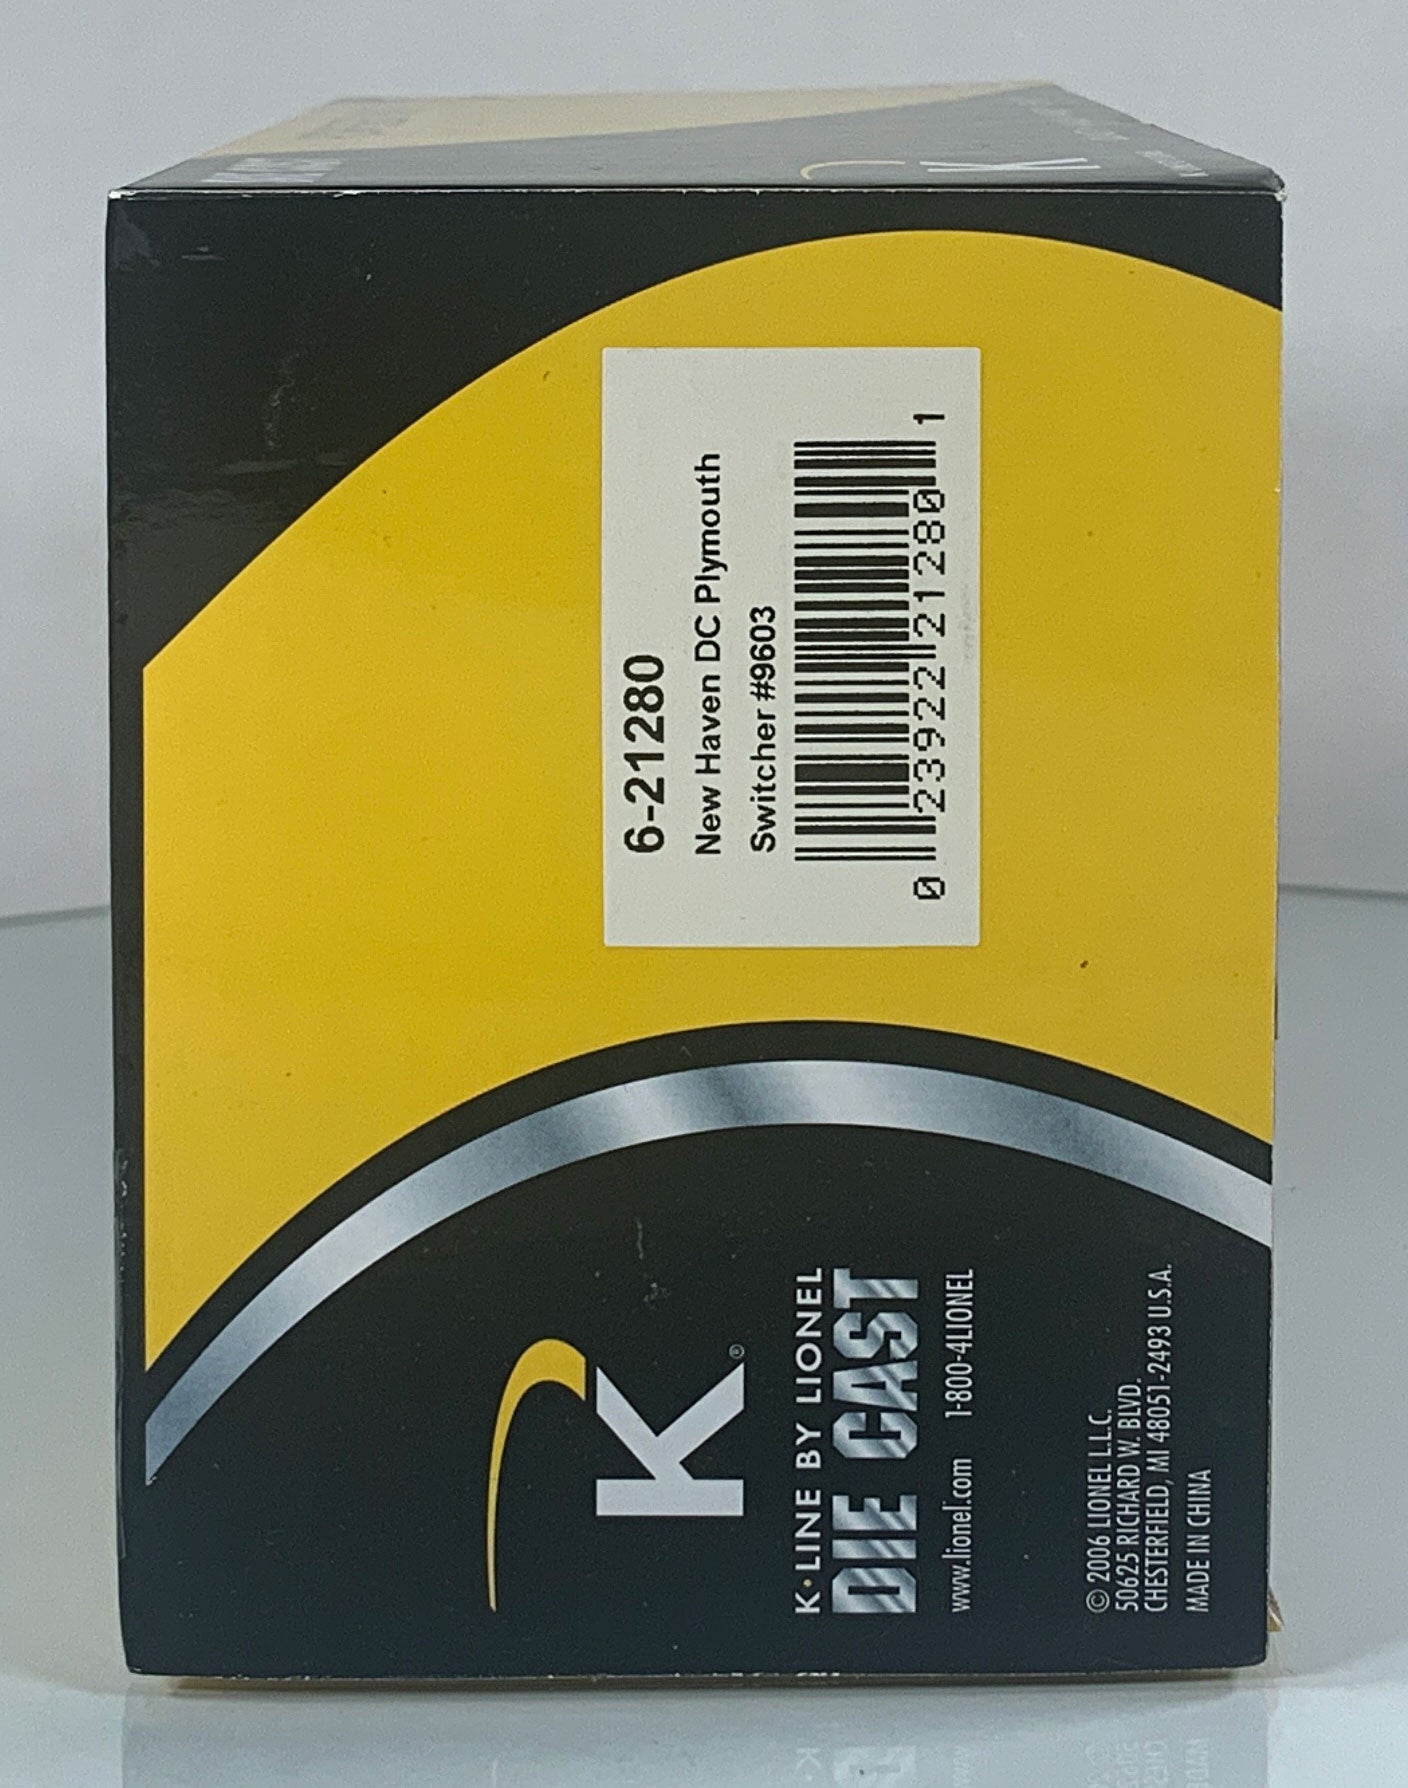 6-21280
New Haven DC Plymouth
Switcher #9603
0 23922 21280 1
K®
K·LINE BY LIONEL
DIE CAST
www.lionel.com 1-800-4LIONEL
© 2006 LIONEL L.L.C.
50625 RICHARD W. BLVD.
CHESTERFIELD, MI 48051-2493 U.S.A.
MADE IN CHINA
K